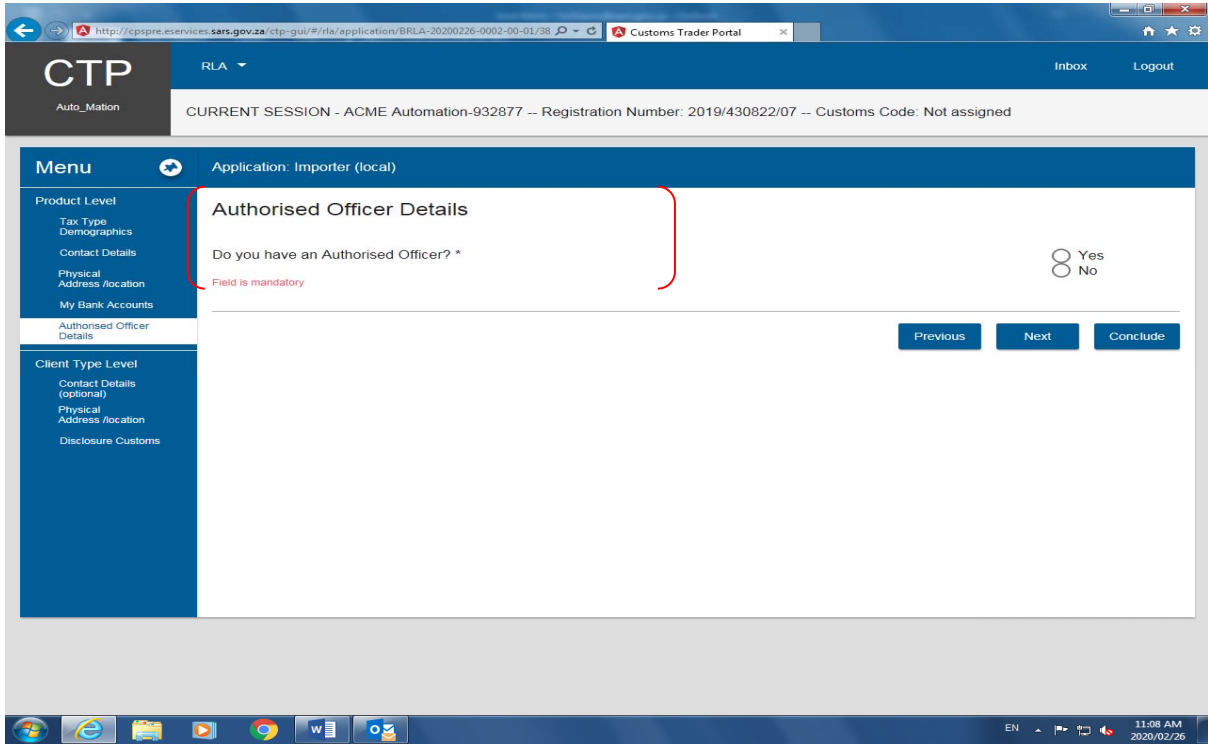 http://cpspre.eservices.sars.gov.za/ctp-gui/#/rla/application/BRLA-20200226-0002-00-01/38
Customs Trader Portal
CTP
Auto_Mation
RLA
Inbox
Logout
CURRENT SESSION - ACME Automation-932877 -- Registration Number: 2019/430822/07 -- Customs Code: Not assigned
Menu
Application: Importer (local)
Product Level
Tax Type
Demographics
Contact Details
Physical
Address /location
My Bank Accounts
Authorised Officer
Details
Client Type Level
Contact Details
(optional)
Physical
Address /location
Disclosure Customs
Authorised Officer Details
Do you have an Authorised Officer? *
Yes
No
Field is mandatory
Previous
Next
Conclude
EN
11:08 AM
2020/02/26